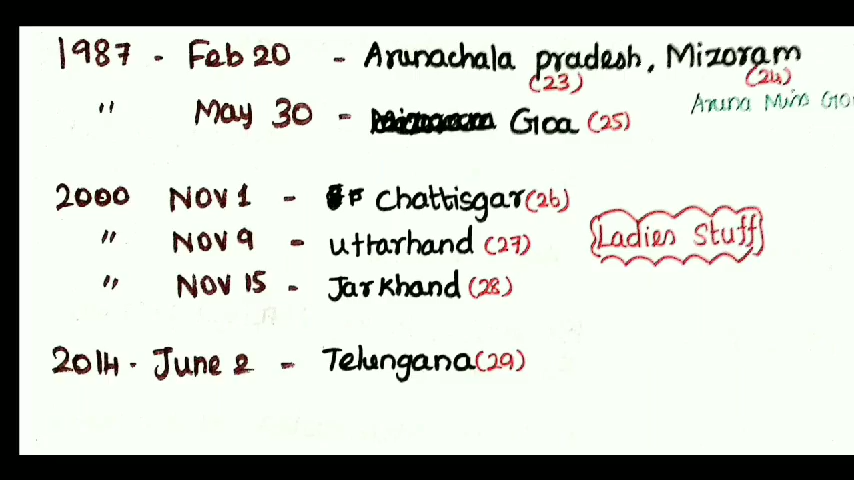 1987 - Feb 20 - Arunachala pradesh, Mizoram
(23) (24)
Aruna Miss Goa
" May 30 - Goa (25)
2000 Nov 1 - Chattisgar (26)
" Nov 9 - uttarhand (27)
Ladies Stuff
" Nov 15 - Jarkhand (28)
2014 - June 2 - Telungana (29)